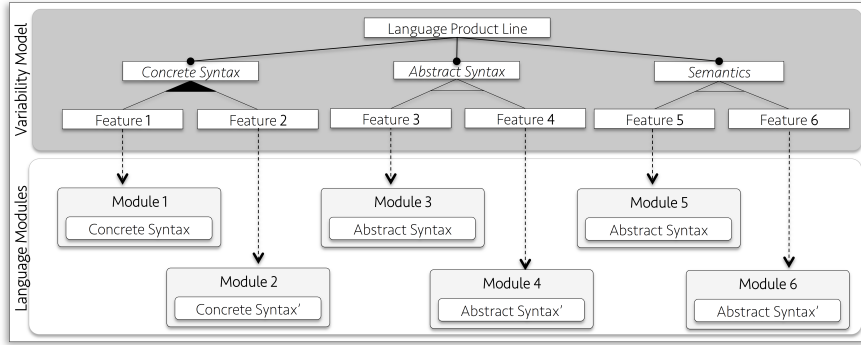 Variability Model
Language Product Line
Concrete Syntax
Abstract Syntax
Semantics
Feature 1
Feature 2
Feature 3
Feature 4
Feature 5
Feature 6
Language Modules
Module 1
Concrete Syntax
Module 3
Abstract Syntax
Module 5
Abstract Syntax
Module 2
Concrete Syntax’
Module 4
Abstract Syntax’
Module 6
Abstract Syntax’